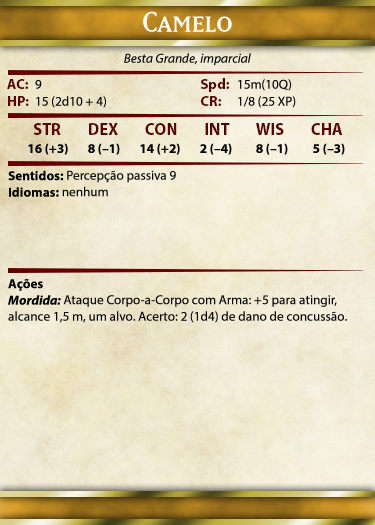 CAMELO
Besta Grande, imparcial
AC: 9 Spd: 15m(10Q)
HP: 15 (2d10 + 4) CR: 1/8 (25 XP)
STR DEX CON INT WIS CHA
16 (+3) 8 (–1) 14 (+2) 2 (–4) 8 (–1) 5 (–3)
Sentidos: Percepção passiva 9
Idiomas: nenhum
Ações
Mordida: Ataque Corpo-a-Corpo com Arma: +5 para atingir,
alcance 1,5 m, um alvo. Acerto: 2 (1d4) de dano de concussão.